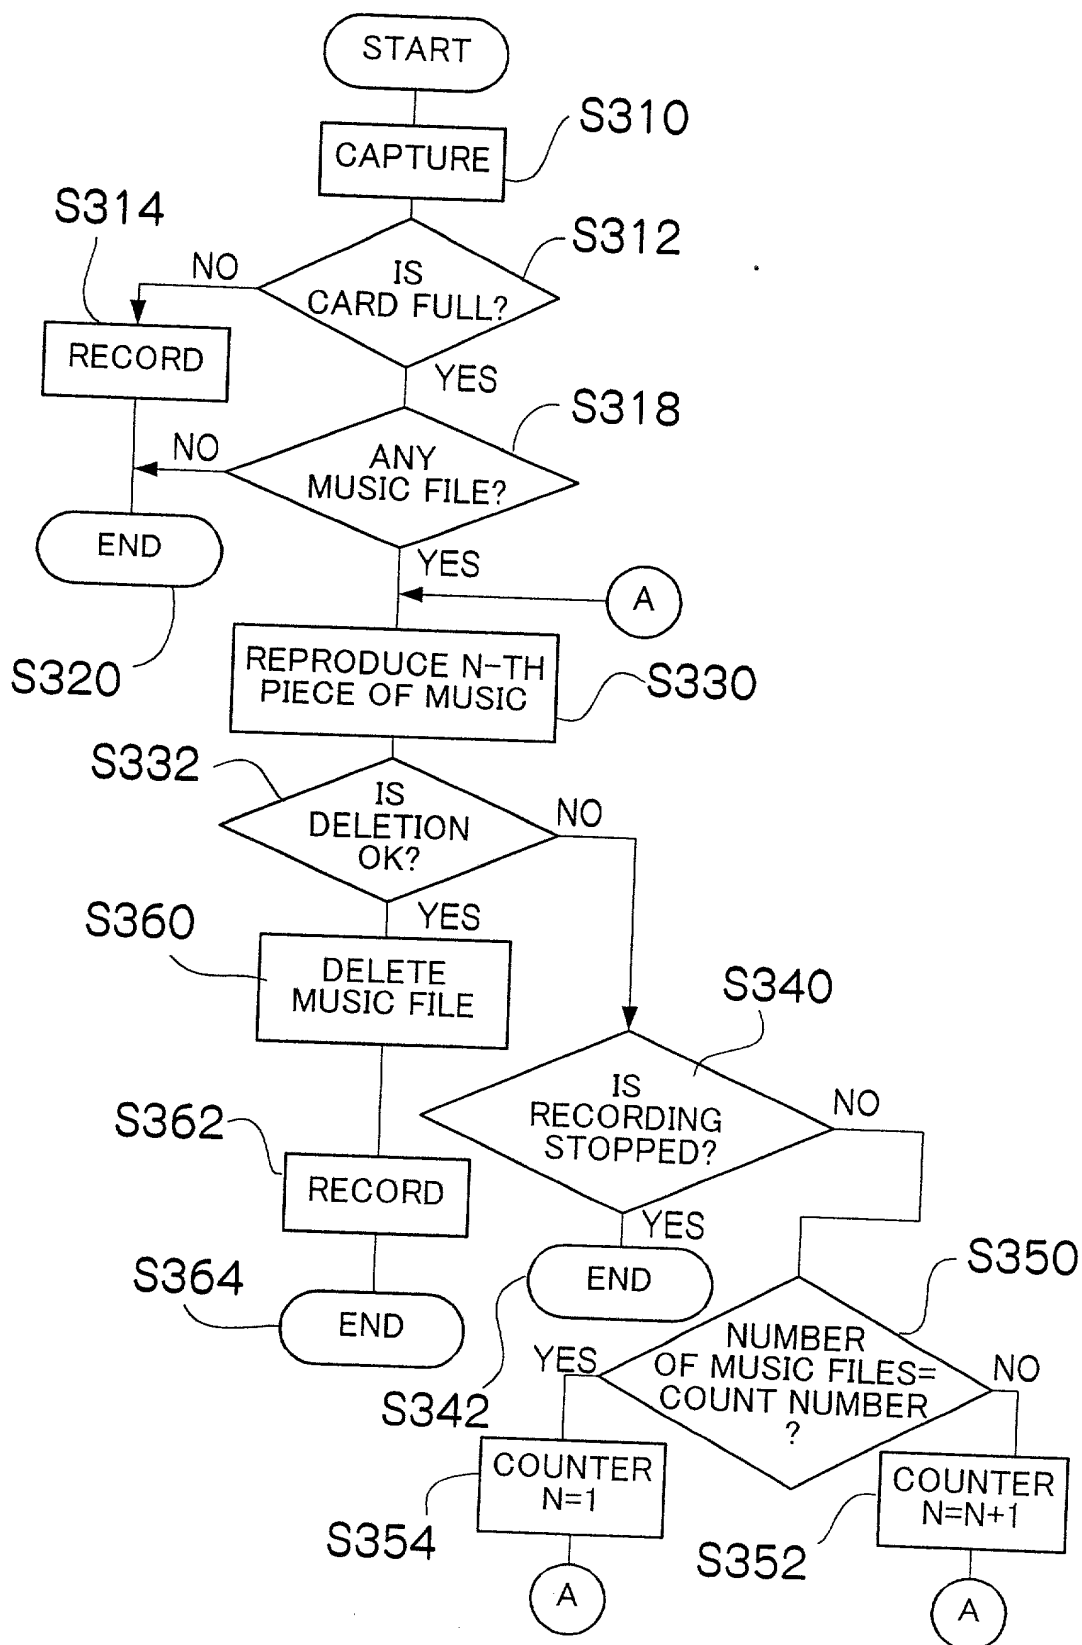 START
CAPTURE
S310
S314
S312
NO
IS
CARD FULL?
RECORD
YES
S318
NO
ANY
MUSIC FILE?
END
YES
A
S320
REPRODUCE N-TH
PIECE OF MUSIC
S330
S332
IS
DELETION
OK?
NO
YES
S360
DELETE
MUSIC FILE
S340
IS
RECORDING
STOPPED?
NO
S362
RECORD
YES
S350
S364
END
END
NUMBER
OF MUSIC FILES=
COUNT NUMBER
?
YES
NO
S342
COUNTER
N=1
COUNTER
N=N+1
S354
S352
A
A